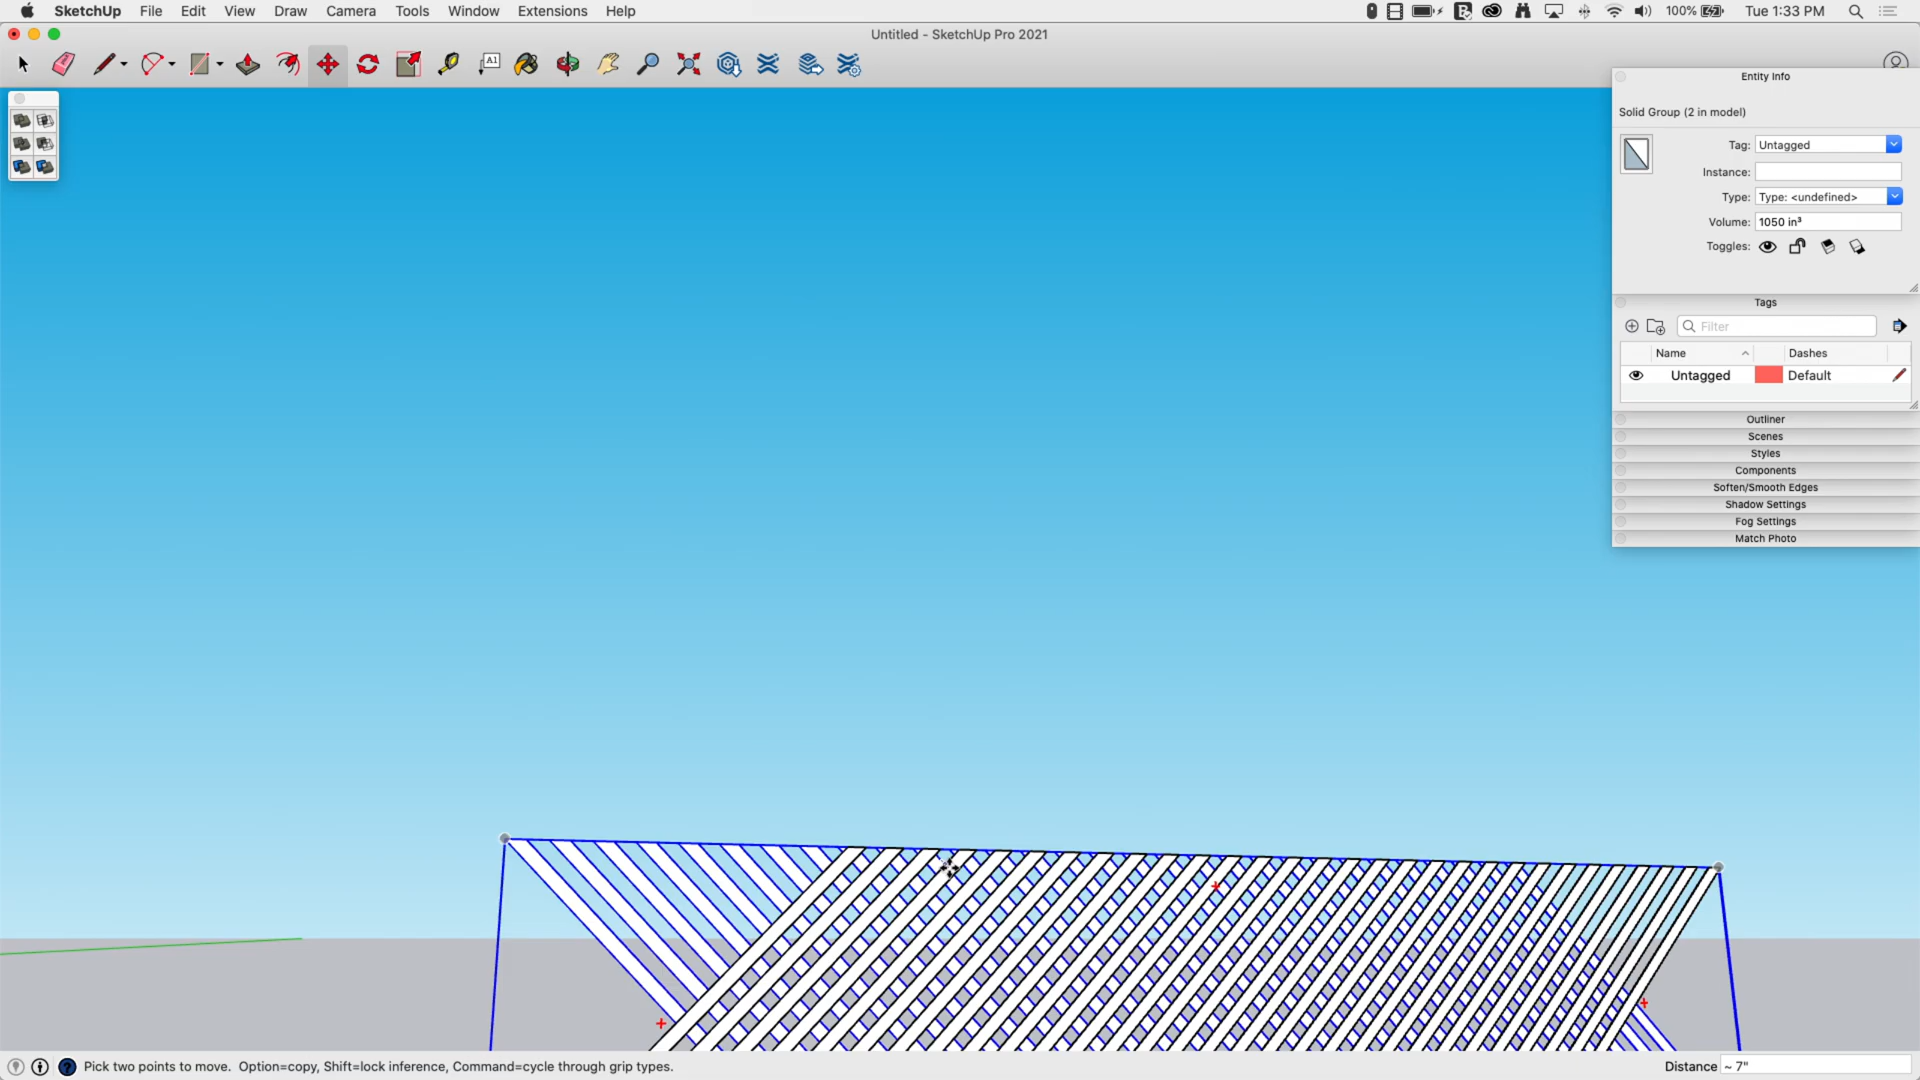 SketchUp File Edit View Draw Camera Tools Window Extensions Help 100% Tue 1:33 PM
Untitled - SketchUp Pro 2021
A1
Entity Info
Solid Group (2 in model)
Tag: Untagged
Instance:
Type: Type: <undefined>
Volume: 1050 in³
Toggles:
Tags
Filter
Name Dashes
Untagged Default
Outliner
Scenes
Styles
Components
Soften/Smooth Edges
Shadow Settings
Fog Settings
Match Photo
Pick two points to move. Option=copy, Shift=lock inference, Command=cycle through grip types. Distance ~ 7"